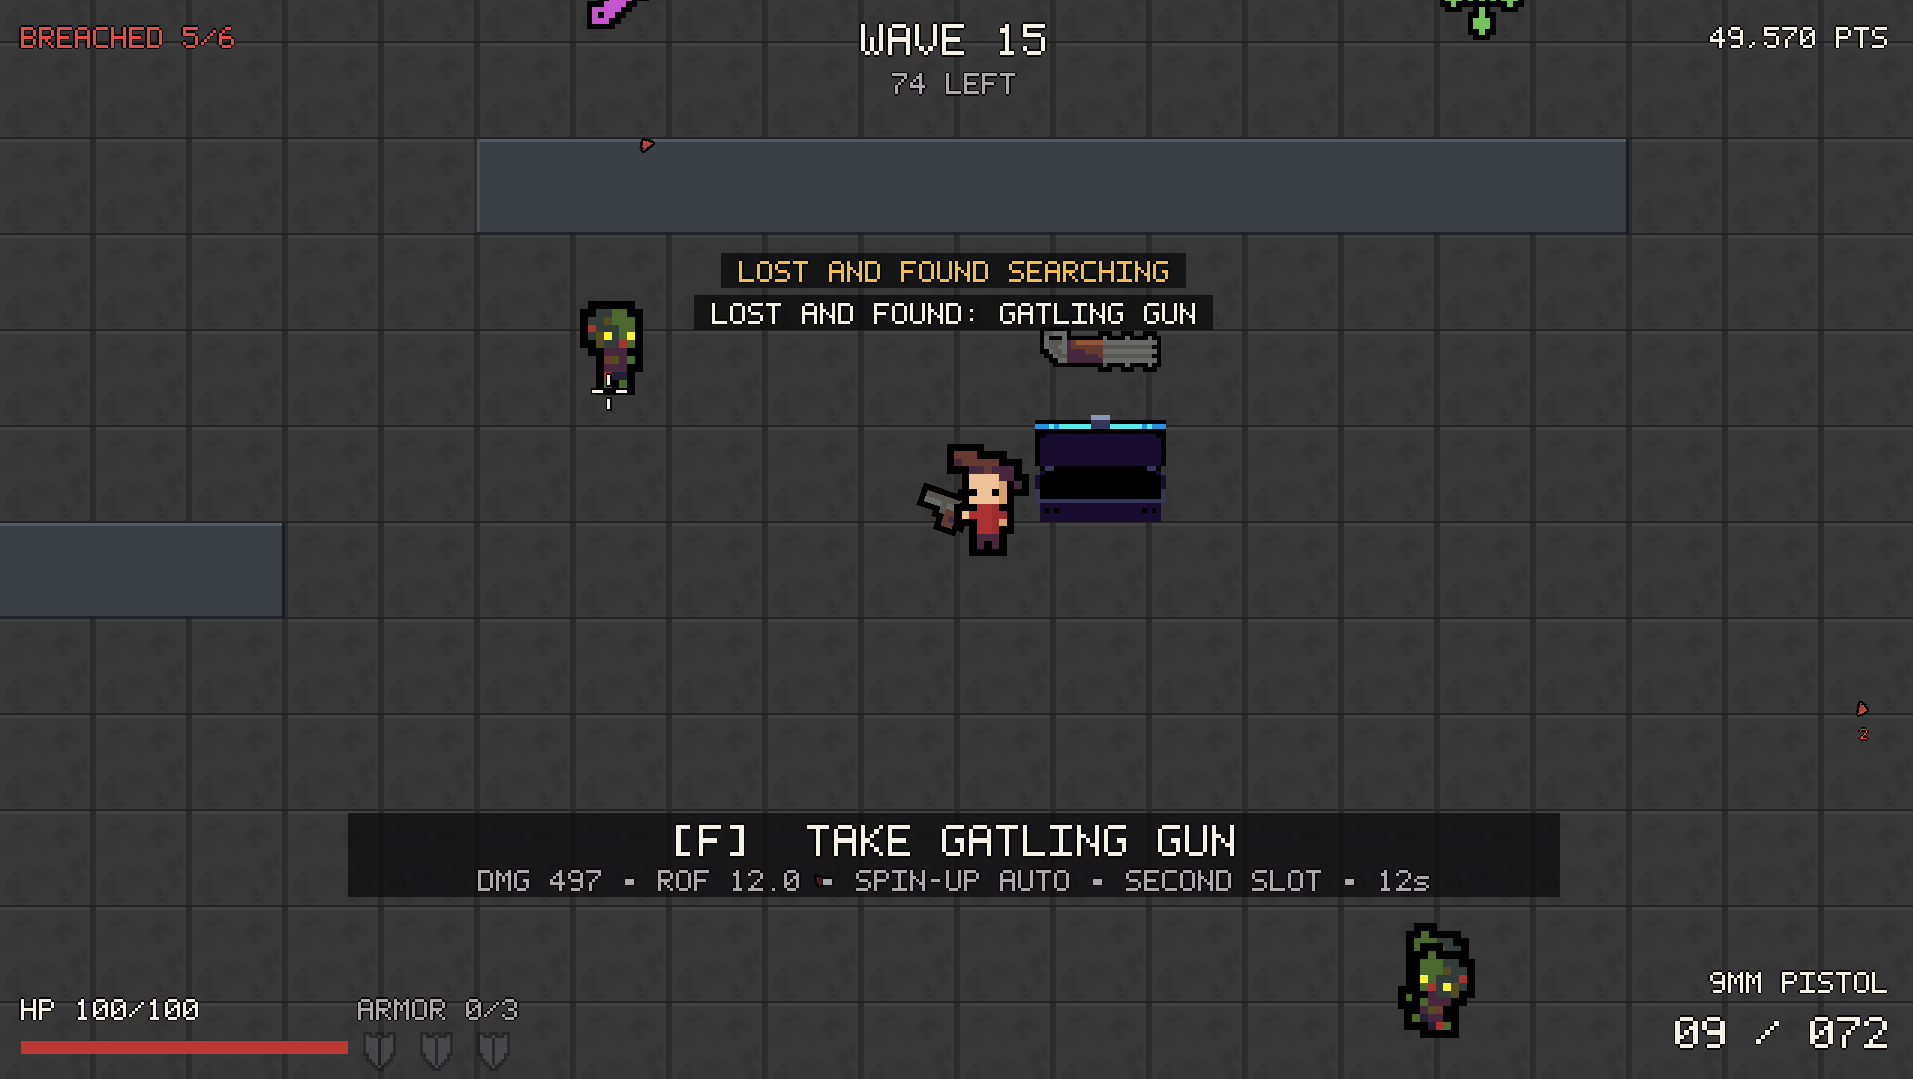 BREACHED 5/6
WAVE 15
49,570 PTS
74 LEFT
LOST AND FOUND SEARCHING
LOST AND FOUND: GATLING GUN
2
[F] TAKE GATLING GUN
DMG 497 - ROF 12.0 - SPIN-UP AUTO - SECOND SLOT - 12s
HP 100/100
ARMOR 0/3
9MM PISTOL
09 / 072